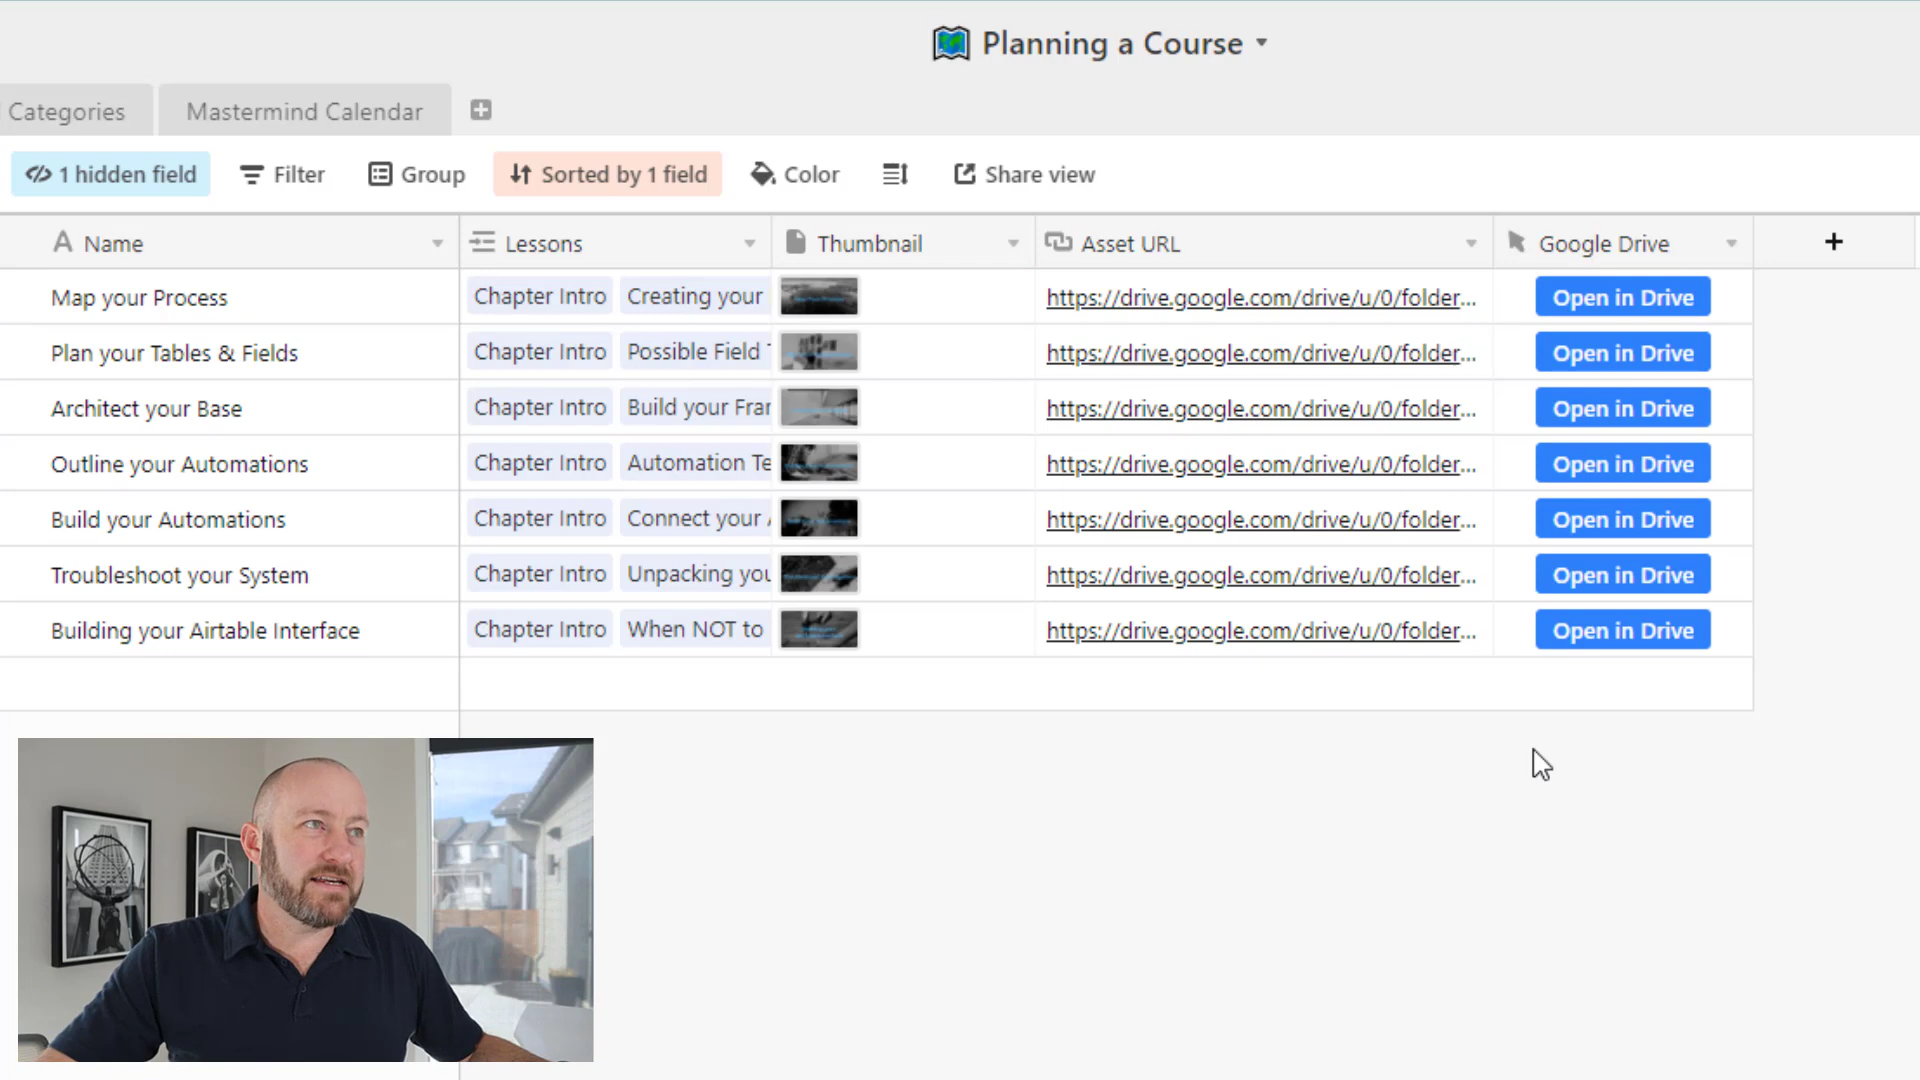 Planning a Course
Categories
Mastermind Calendar
1 hidden field
Filter
Group
Sorted by 1 field
Color
Share view
Name
Lessons
Thumbnail
Asset URL
Google Drive
Map your Process
Chapter Intro
Creating your
https://drive.google.com/drive/u/0/folder...
Open in Drive
Plan your Tables & Fields
Chapter Intro
Possible Field
https://drive.google.com/drive/u/0/folder...
Open in Drive
Architect your Base
Chapter Intro
Build your Fra
https://drive.google.com/drive/u/0/folder...
Open in Drive
Outline your Automations
Chapter Intro
Automation Te
https://drive.google.com/drive/u/0/folder...
Open in Drive
Build your Automations
Chapter Intro
Connect your
https://drive.google.com/drive/u/0/folder...
Open in Drive
Troubleshoot your System
Chapter Intro
Unpacking you
https://drive.google.com/drive/u/0/folder...
Open in Drive
Building your Airtable Interface
Chapter Intro
When NOT to
https://drive.google.com/drive/u/0/folder...
Open in Drive